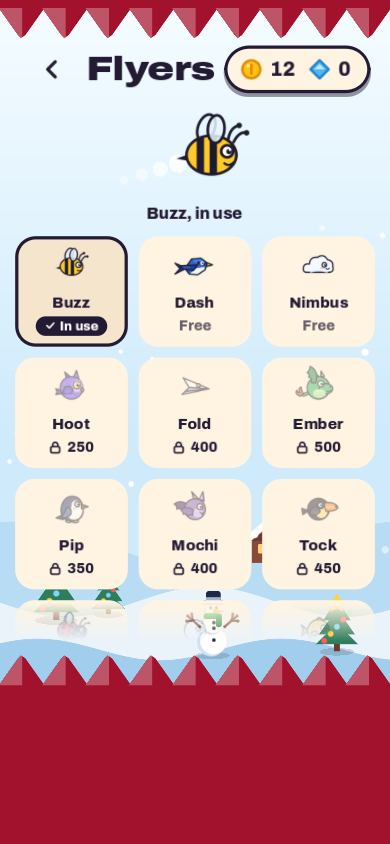 Flyers
12
0
Buzz, in use
Buzz
In use
Dash
Free
Nimbus
Free
Hoot
250
Fold
400
Ember
500
Pip
350
Mochi
400
Tock
450